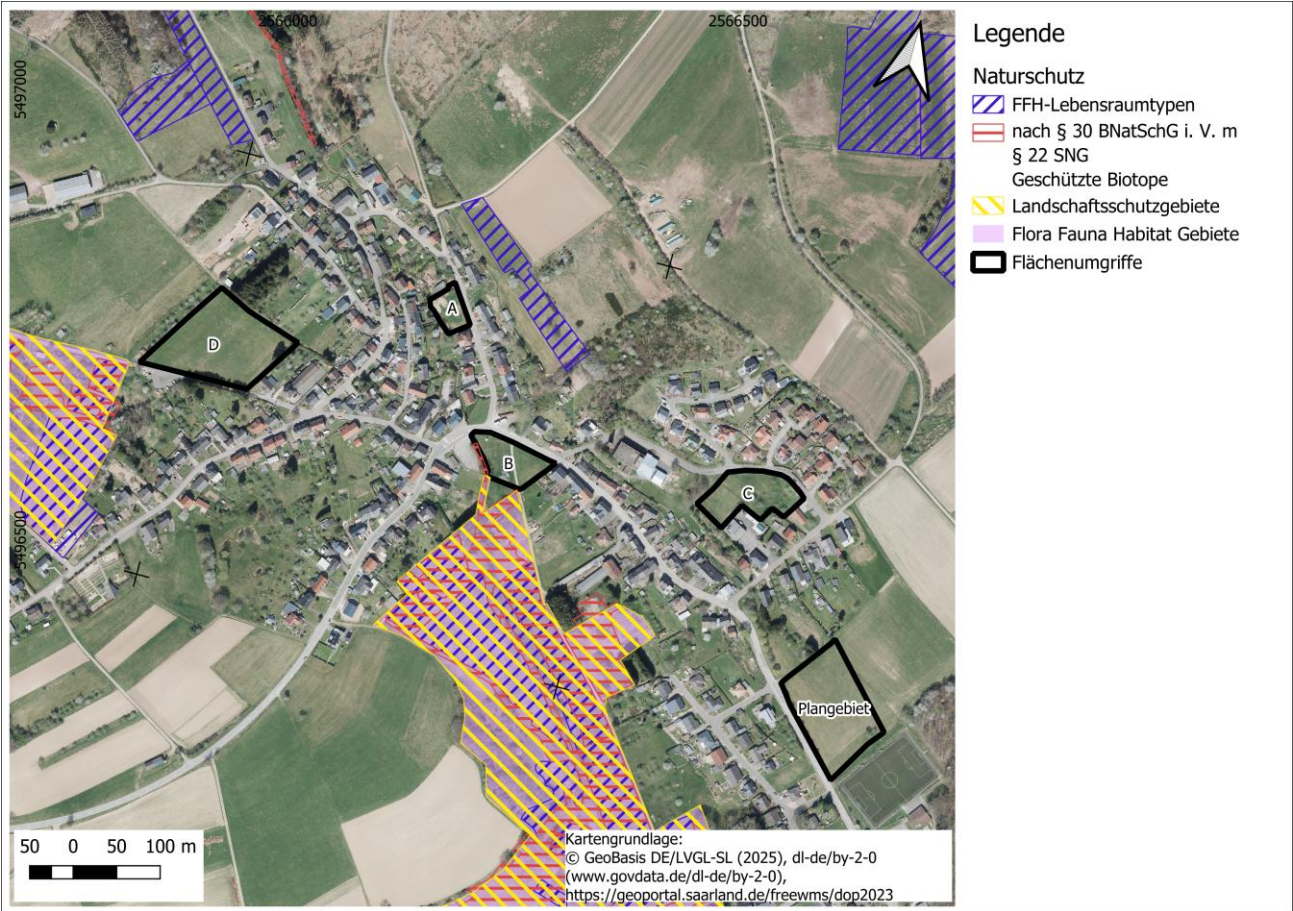 2566000
2566500
5497000
5496500
A
D
B
C
Plangebiet
50 0 50 100 m
Kartengrundlage:
© GeoBasis DE/LVGL-SL (2025), dl-de/by-2-0
(www.govdata.de/dl-de/by-2-0),
https://geoportal.saarland.de/freewms/dop2023
Legende
Naturschutz
FFH-Lebensraumtypen
nach § 30 BNatSchG i. V. m
§ 22 SNG
Geschützte Biotope
Landschaftsschutzgebiete
Flora Fauna Habitat Gebiete
Flächenumgriffe